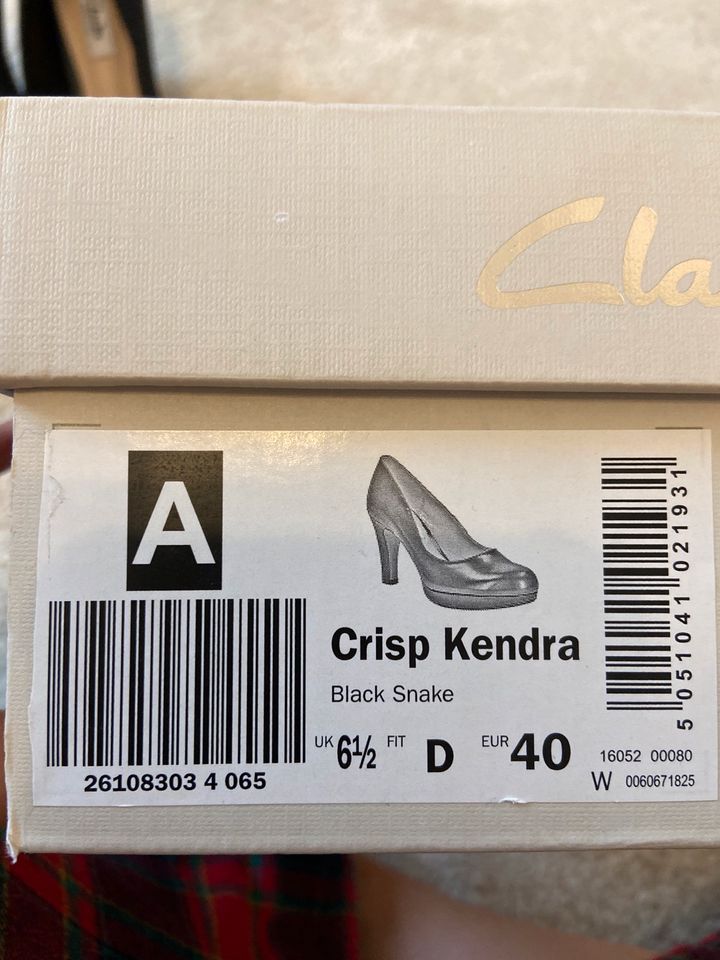 Cla
A
26108303 4 065
Crisp Kendra
Black Snake
UK 6½ FIT D EUR 40
5 051041 021931
16052 00080
W 0060671825